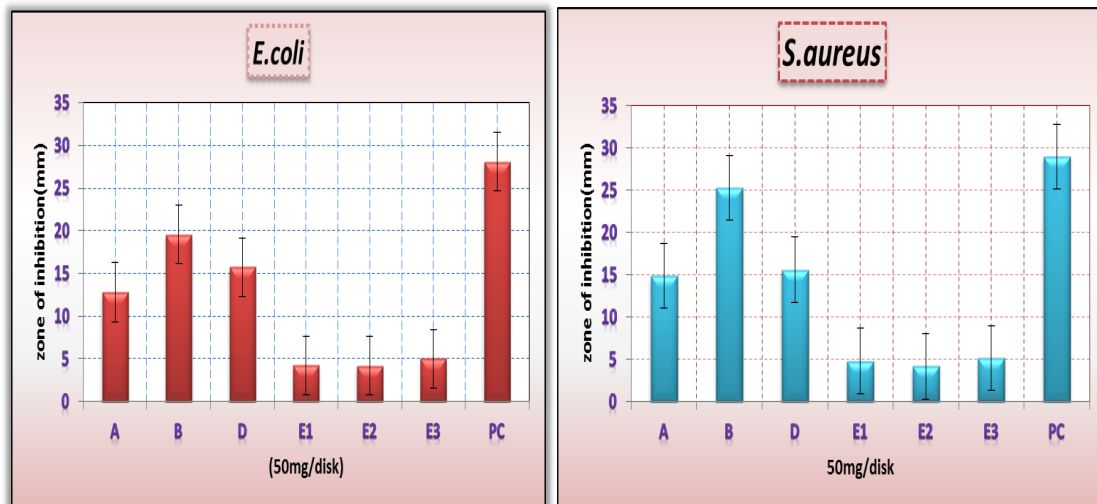 E.coli
zone of inhibition(mm)
35
30
25
20
15
10
5
0
A B D E1 E2 E3 PC
(50mg/disk)
S.aureus
zone of inhibition(mm)
35
30
25
20
15
10
5
0
A B D E1 E2 E3 PC
50mg/disk